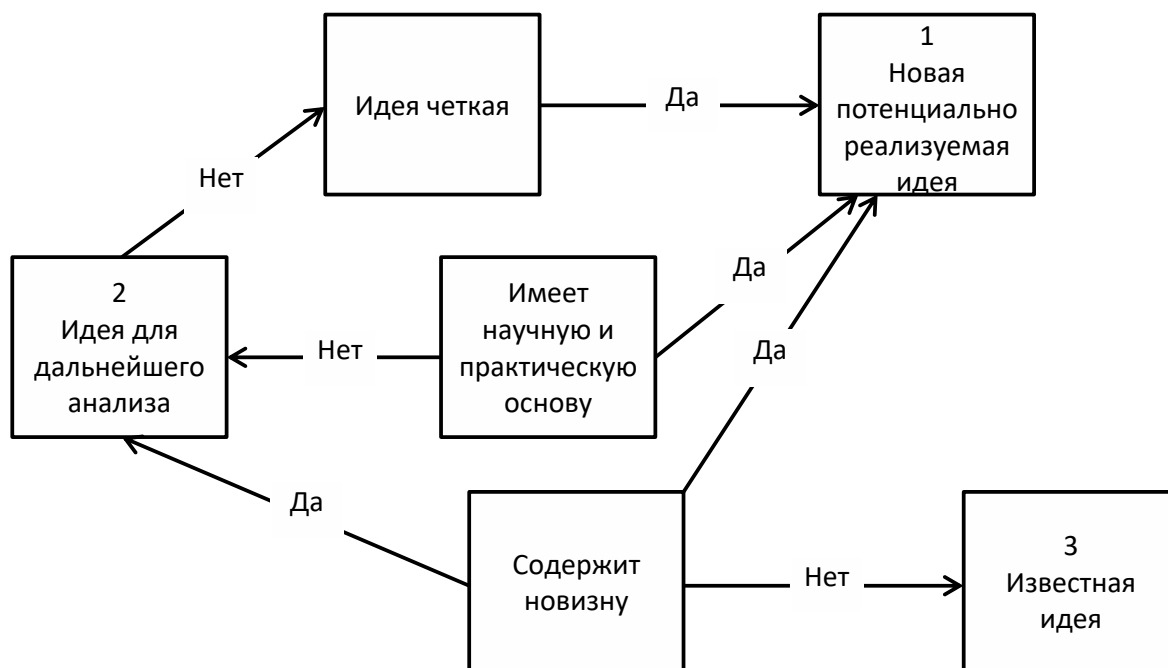 Идея четкая
Да
1
Новая
потенциально
реализуемая
идея
Нет
2
Идея для
дальнейшего
анализа
Нет
Имеет
научную и
практическую
основу
Да
Да
Да
Содержит
новизну
Нет
3
Известная
идея